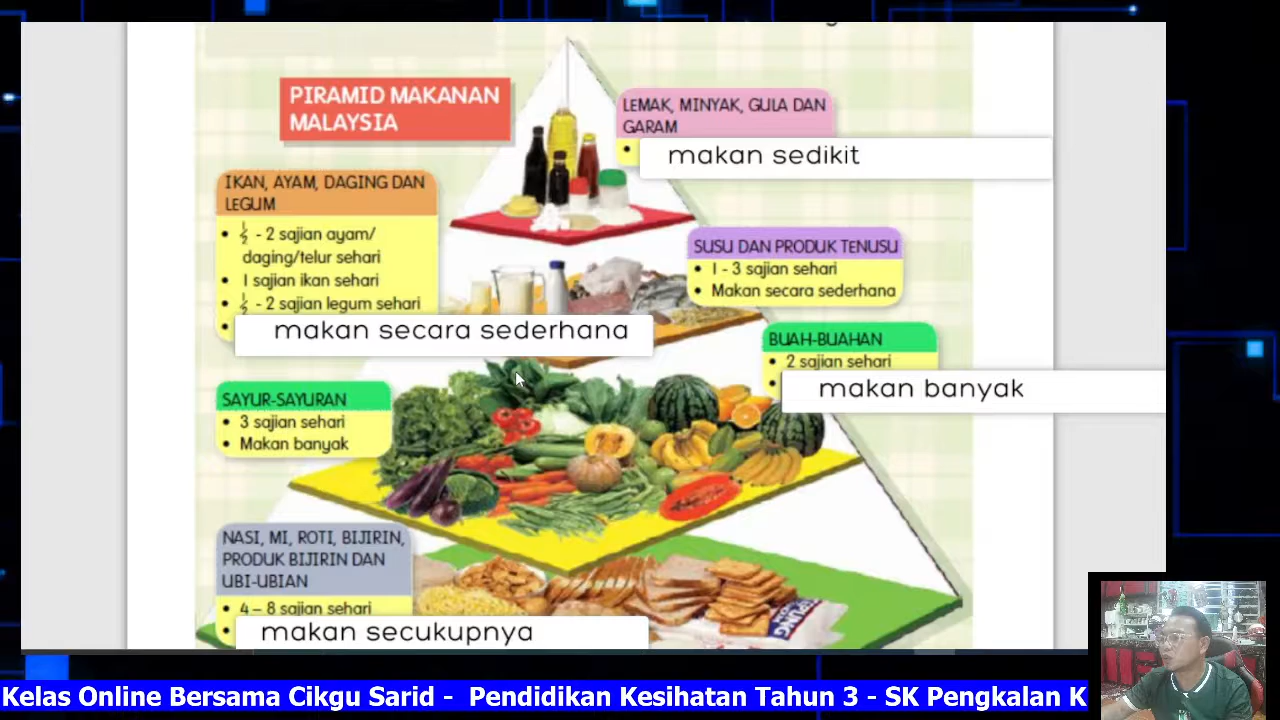 PIRAMID MAKANAN
MALAYSIA
LEMAK, MINYAK, GULA DAN
GARAM
• makan sedikit
IKAN, AYAM, DAGING DAN
LEGUM
• ½ - 2 sajian ayam/
daging/telur sehari
• 1 sajian ikan sehari
• ½ - 2 sajian legum sehari
• makan secara sederhana
SUSU DAN PRODUK TENUSU
• 1 - 3 sajian sehari
• Makan secara sederhana
BUAH-BUAHAN
• 2 sajian sehari
• makan banyak
SAYUR-SAYURAN
• 3 sajian sehari
• Makan banyak
NASI, MI, ROTI, BIJIRIN,
PRODUK BIJIRIN DAN
UBI-UBIAN
• 4 – 8 sajian sehari
• makan secukupnya
TEPUNG
Kelas Online Bersama Cikgu Sarid - Pendidikan Kesihatan Tahun 3 - SK Pengkalan K